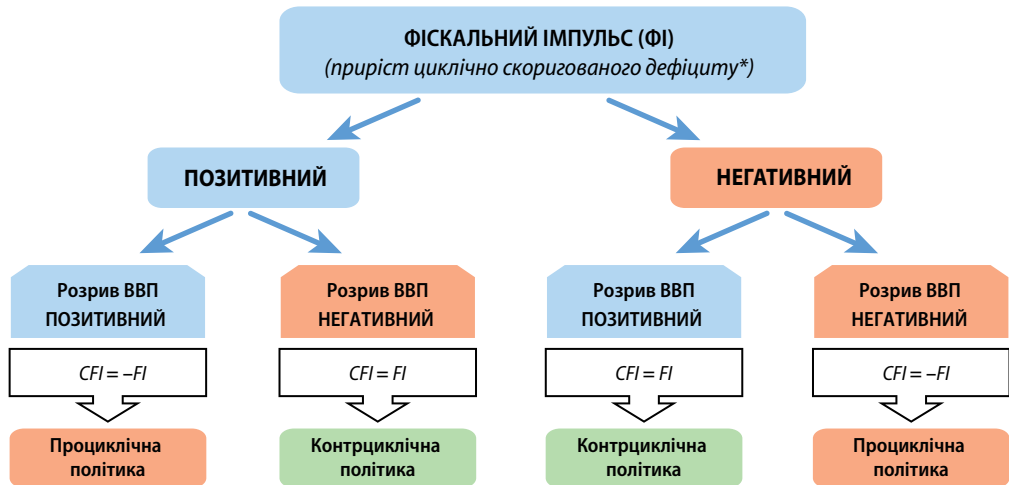 ФІСКАЛЬНИЙ ІМПУЛЬС (ФІ)
(приріст циклічно скоригованого дефіциту*)
ПОЗИТИВНИЙ
НЕГАТИВНИЙ
Розрив ВВП
ПОЗИТИВНИЙ
Розрив ВВП
НЕГАТИВНИЙ
Розрив ВВП
ПОЗИТИВНИЙ
Розрив ВВП
НЕГАТИВНИЙ
CFI = –FI
CFI = FI
CFI = FI
CFI = –FI
Проциклічна
політика
Контрциклічна
політика
Контрциклічна
політика
Проциклічна
політика